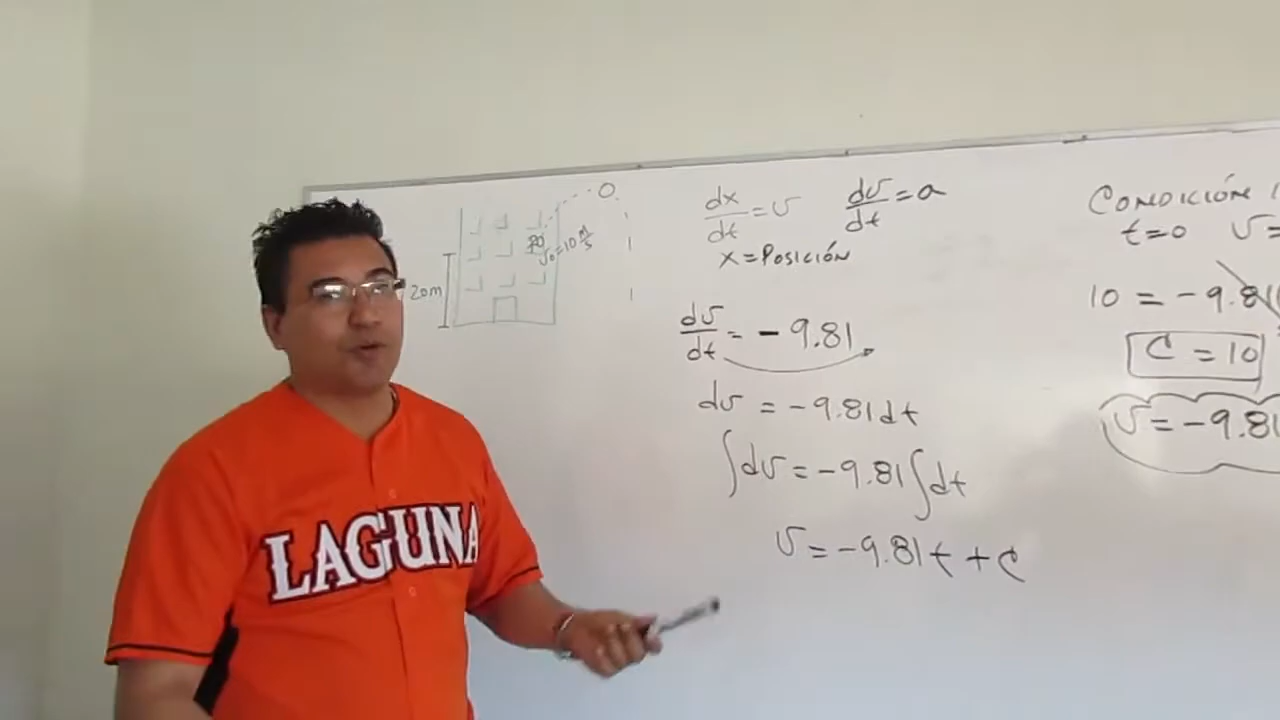 LAGUNA
20m
v₀=10 m/s
dx/dt = v
dv/dt = a
x = POSICIÓN
dv/dt = -9.81
dv = -9.81dt
∫dv = -9.81∫dt
v = -9.81t + C
CONDICIÓN
t=0 v=
10 = -9.81
C = 10
v = -9.81